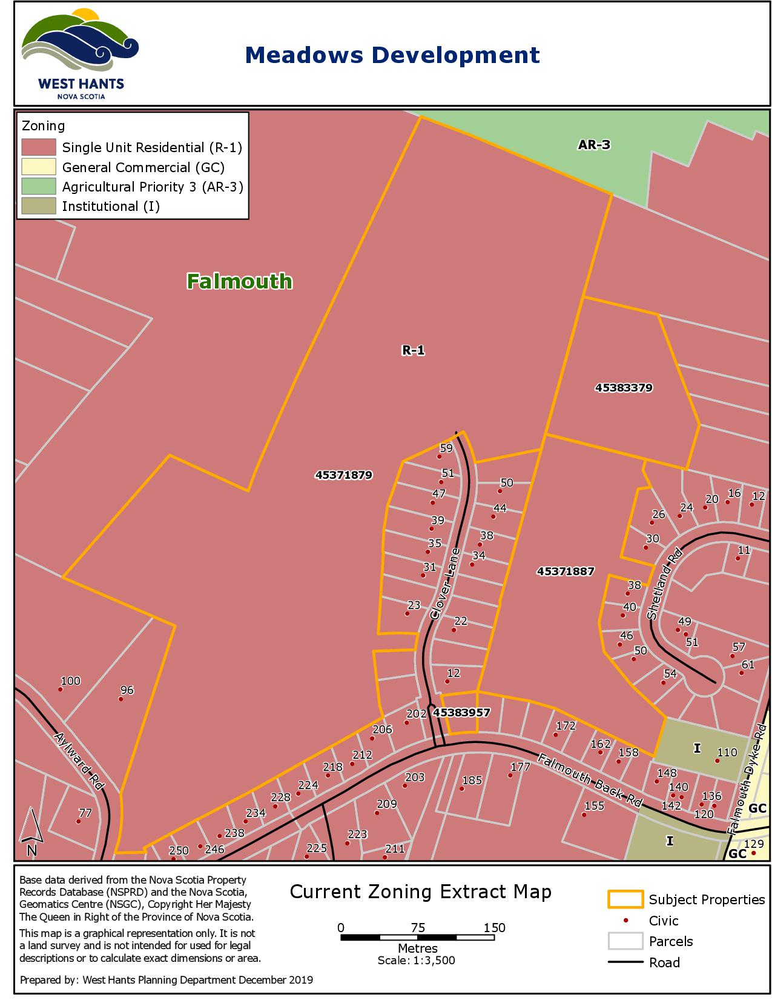 WEST HANTS
NOVA SCOTIA
Meadows Development
Zoning
Single Unit Residential (R-1)
General Commercial (GC)
Agricultural Priority 3 (AR-3)
Institutional (I)
AR-3
Falmouth
R-1
45383379
45371879
59
51
47
39
35
31
23
50
44
38
34
22
12
Clover Lane
45371887
26
24
20
16
12
30
11
38
40
46
50
54
49
51
57
61
Shetland Rd
100
96
Aylward Rd
77
45383957
202
206
212
218
224
228
234
238
246
250
172
162
158
177
185
203
209
211
223
225
155
Falmouth Back Rd
148
140
142
136
120
I
110
Falmouth Dyke Rd
GC
I
129
GC
N
Base data derived from the Nova Scotia Property
Records Database (NSPRD) and the Nova Scotia,
Geomatics Centre (NSGC), Copyright Her Majesty
The Queen in Right of the Province of Nova Scotia.
This map is a graphical representation only. It is not
a land survey and is not intended for used for legal
descriptions or to calculate exact dimensions or area.
Prepared by: West Hants Planning Department December 2019
Current Zoning Extract Map
0 75 150
Metres
Scale: 1:3,500
Subject Properties
Civic
Parcels
Road